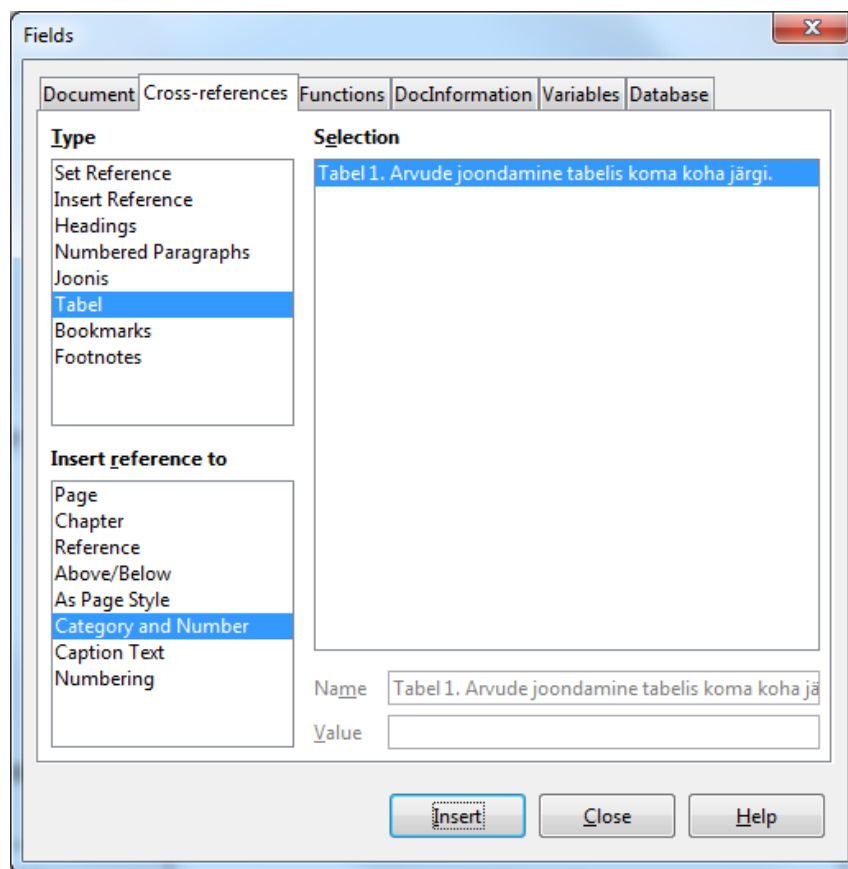 Fields
Document Cross-references Functions DocInformation Variables Database
Type
Set Reference
Insert Reference
Headings
Numbered Paragraphs
Joonis
Tabel
Bookmarks
Footnotes
Insert reference to
Page
Chapter
Reference
Above/Below
As Page Style
Category and Number
Caption Text
Numbering
Selection
Tabel 1. Arvude joondamine tabelis koma koha järgi.
Name Tabel 1. Arvude joondamine tabelis koma koha jä
Value
Insert Close Help